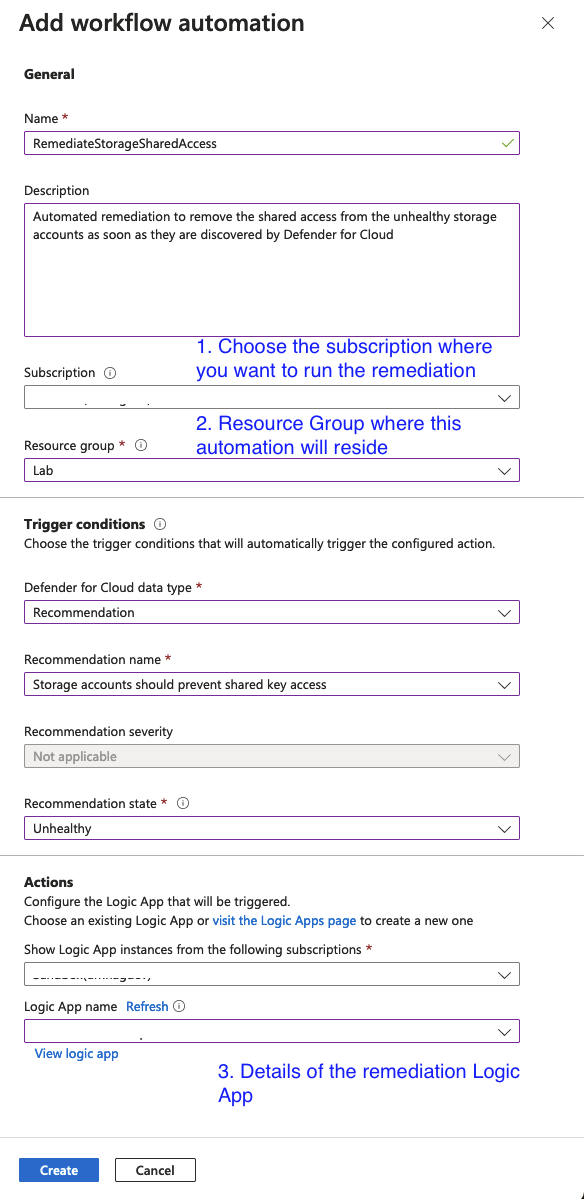 Add workflow automation
General
Name *
RemediateStorageSharedAccess
Description
Automated remediation to remove the shared access from the unhealthy storage
accounts as soon as they are discovered by Defender for Cloud
1. Choose the subscription where
you want to run the remediation
Subscription
2. Resource Group where this
automation will reside
Resource group *
Lab
Trigger conditions
Choose the trigger conditions that will automatically trigger the configured action.
Defender for Cloud data type *
Recommendation
Recommendation name *
Storage accounts should prevent shared key access
Recommendation severity
Not applicable
Recommendation state *
Unhealthy
Actions
Configure the Logic App that will be triggered.
Choose an existing Logic App or visit the Logic Apps page to create a new one
Show Logic App instances from the following subscriptions *
Logic App name Refresh
View logic app
3. Details of the remediation Logic
App
Create Cancel